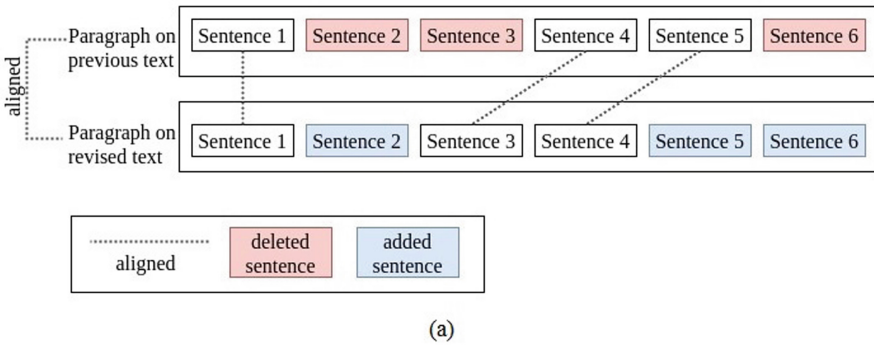 aligned
Paragraph on
previous text
Sentence 1
Sentence 2
Sentence 3
Sentence 4
Sentence 5
Sentence 6
Paragraph on
revised text
Sentence 1
Sentence 2
Sentence 3
Sentence 4
Sentence 5
Sentence 6
aligned
deleted
sentence
added
sentence
(a)